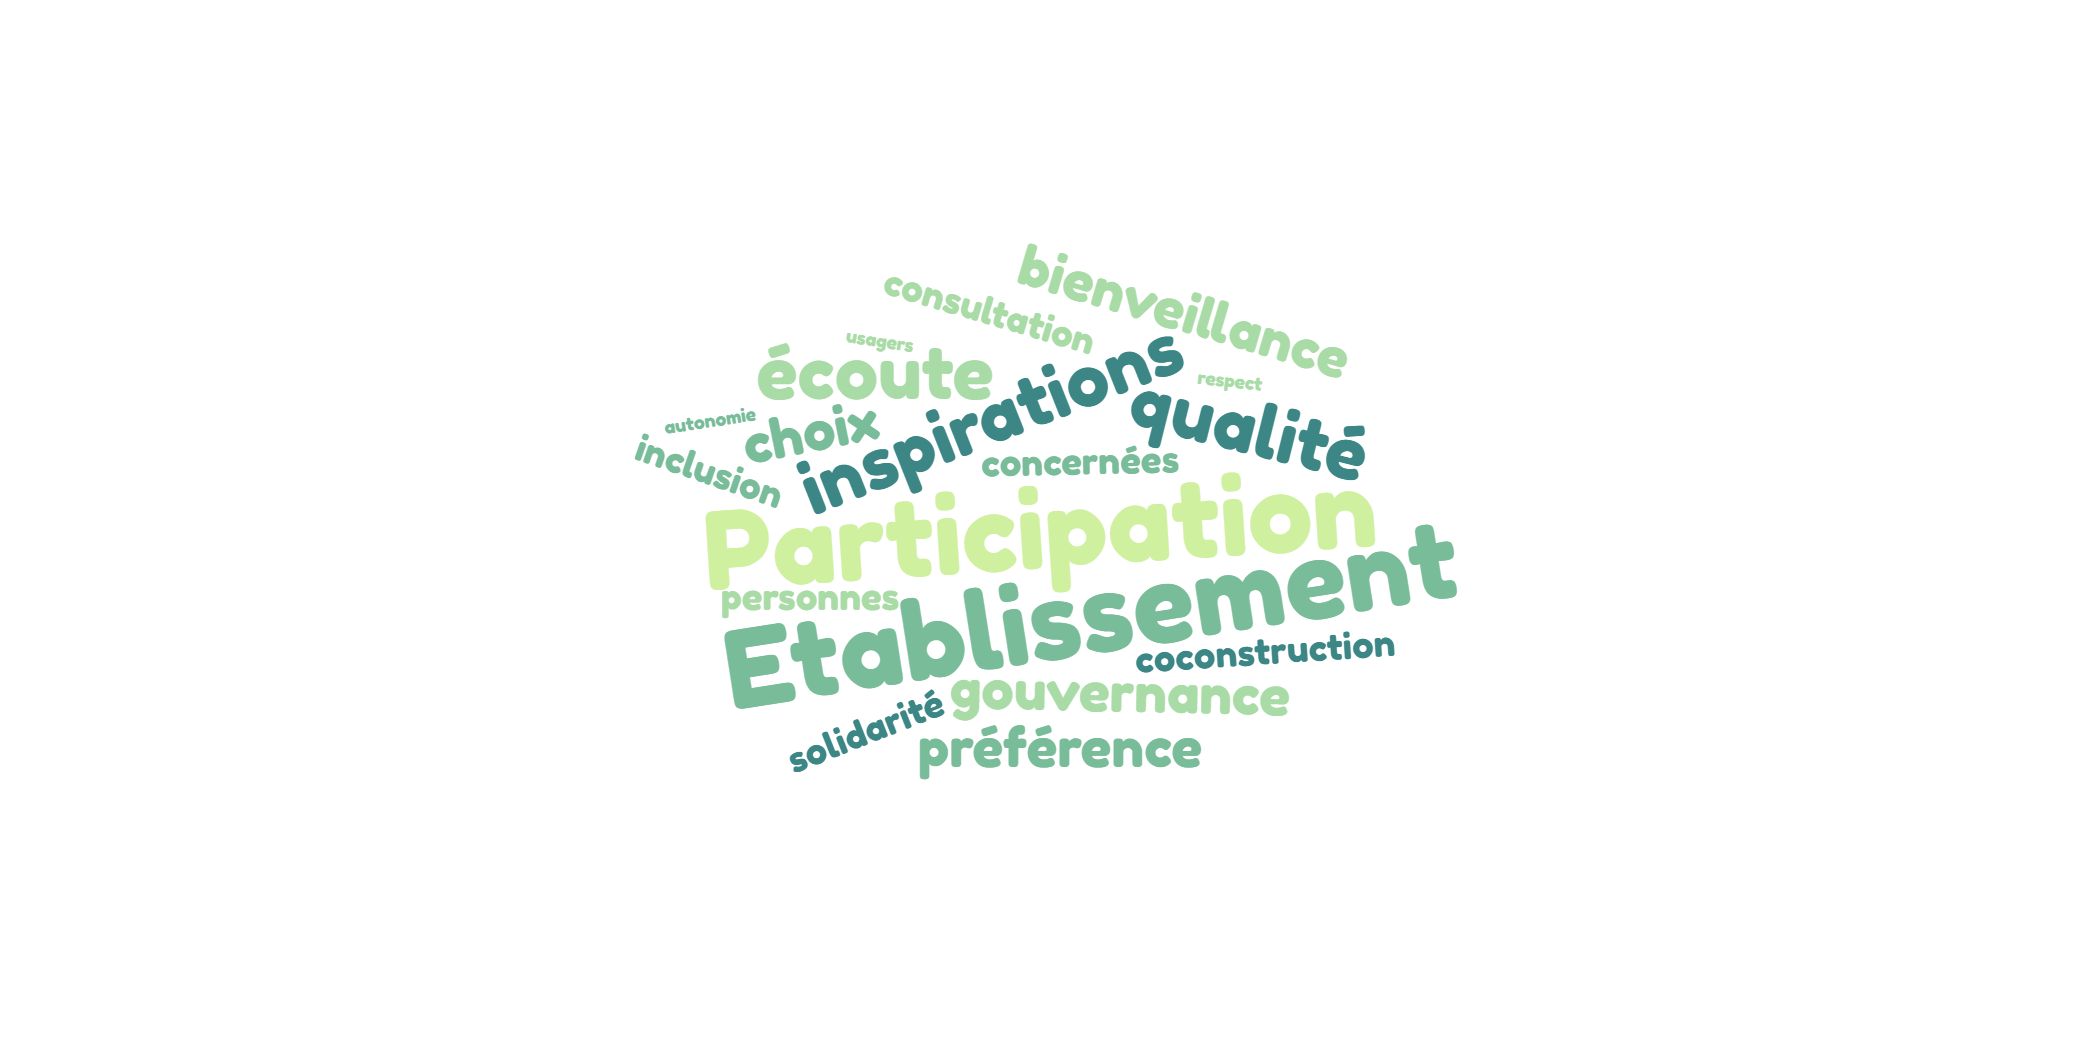 bienveillance
consultation
usagers
écoute
inspirations
respect
autonomie
choix
qualité
inclusion
concernées
Participation
personnes
Etablissement
coconstruction
gouvernance
solidarité
préférence